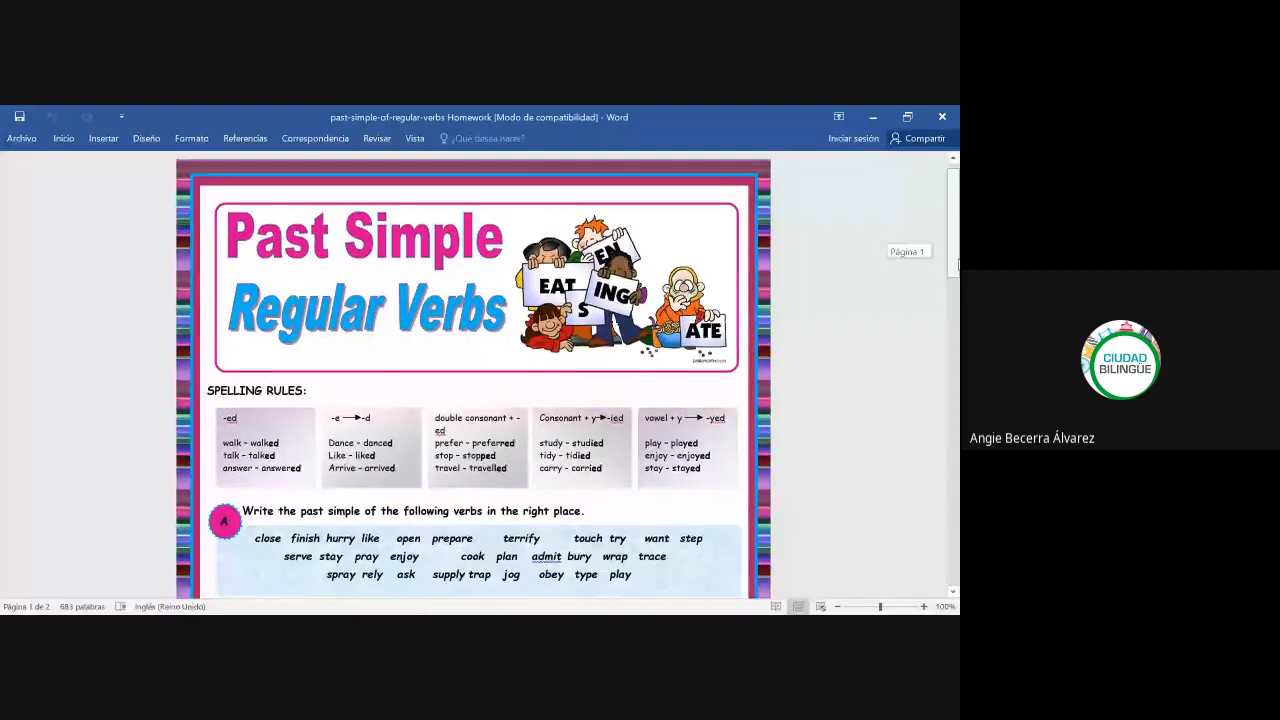 past-simple-of-regular-verbs Homework [Modo de compatibilidad] - Word
Archivo Inicio Insertar Diseño Formato Referencias Correspondencia Revisar Vista ¿Qué desea hacer? Iniciar sesión Compartir
Past Simple
Regular Verbs
EN
EAT
ING
S
ATE
Página 1
SPELLING RULES:
-ed -e -d double consonant + - Consonant + y -ied vowel + y -yed
ed
walk - walked Dance - danced prefer - preferred study - studied play - played
talk - talked Like - liked stop - stopped tidy - tidied enjoy - enjoyed
answer - answered Arrive - arrived travel - travelled carry - carried stay - stayed
A Write the past simple of the following verbs in the right place.
close finish hurry like open prepare terrify touch try want step
serve stay pray enjoy cook plan admit bury wrap trace
spray rely ask supply trap jog obey type play
Página 1 de 2 683 palabras Inglés (Reino Unido) 100%
CIUDAD
BILINGÜE
Angie Becerra Álvarez